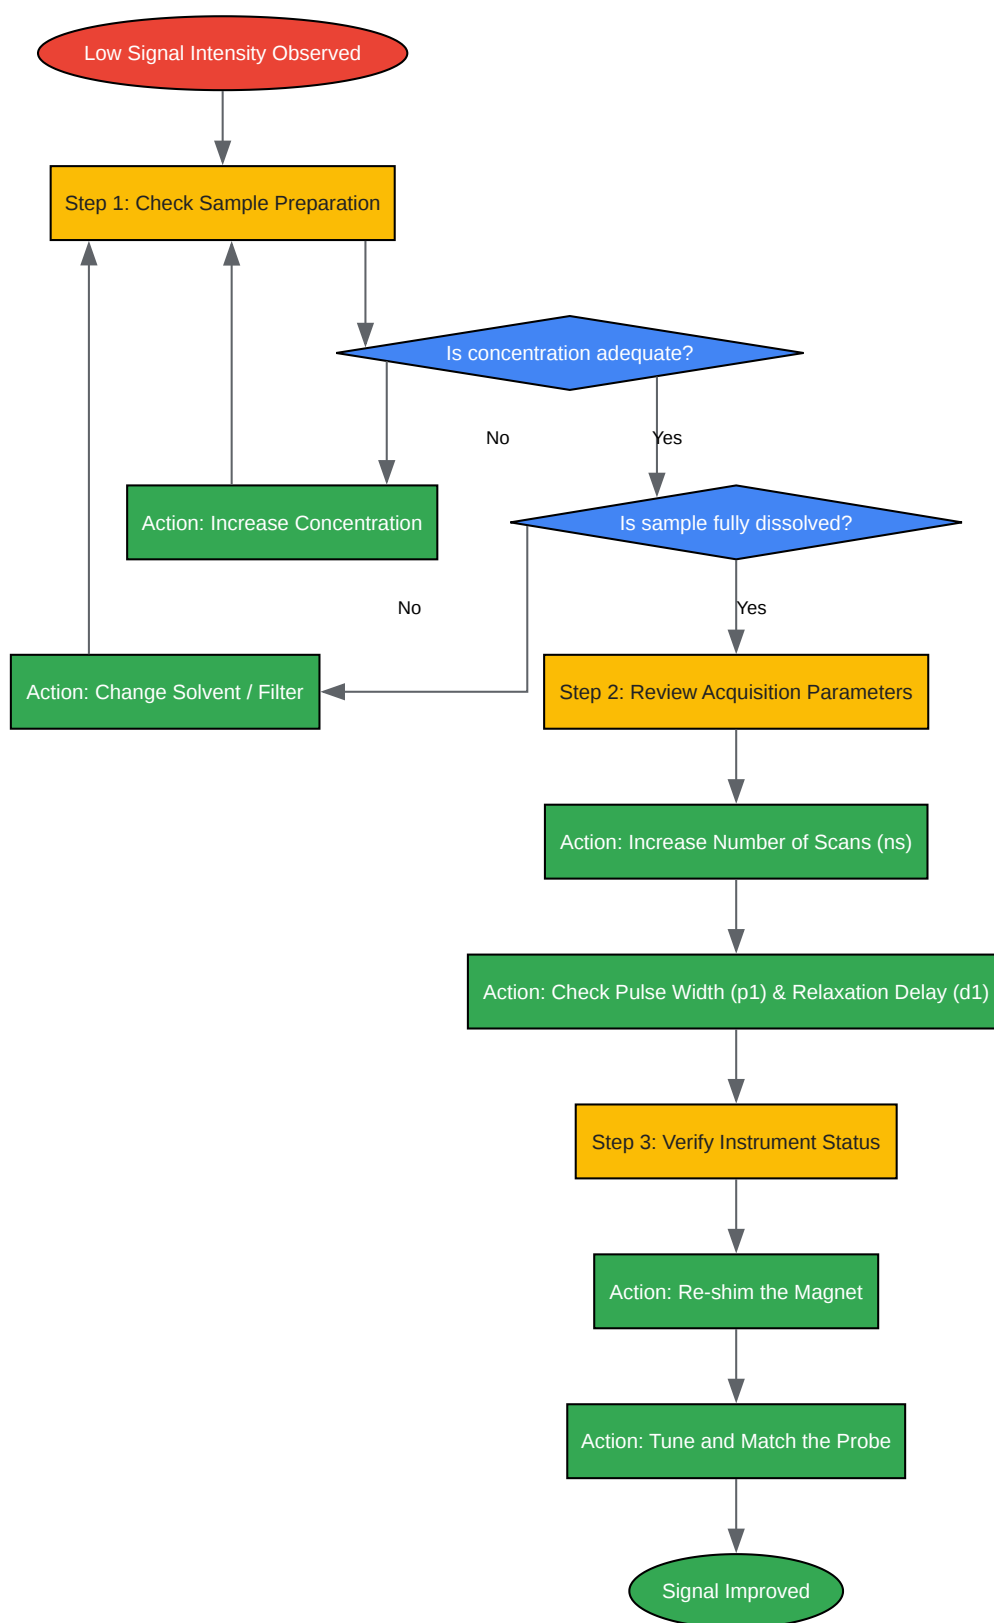 Low Signal Intensity Observed
Step 1: Check Sample Preparation
Is concentration adequate?
No
Yes
Action: Increase Concentration
Is sample fully dissolved?
No
Yes
Action: Change Solvent / Filter
Step 2: Review Acquisition Parameters
Action: Increase Number of Scans (ns)
Action: Check Pulse Width (p1) & Relaxation Delay (d1)
Step 3: Verify Instrument Status
Action: Re-shim the Magnet
Action: Tune and Match the Probe
Signal Improved